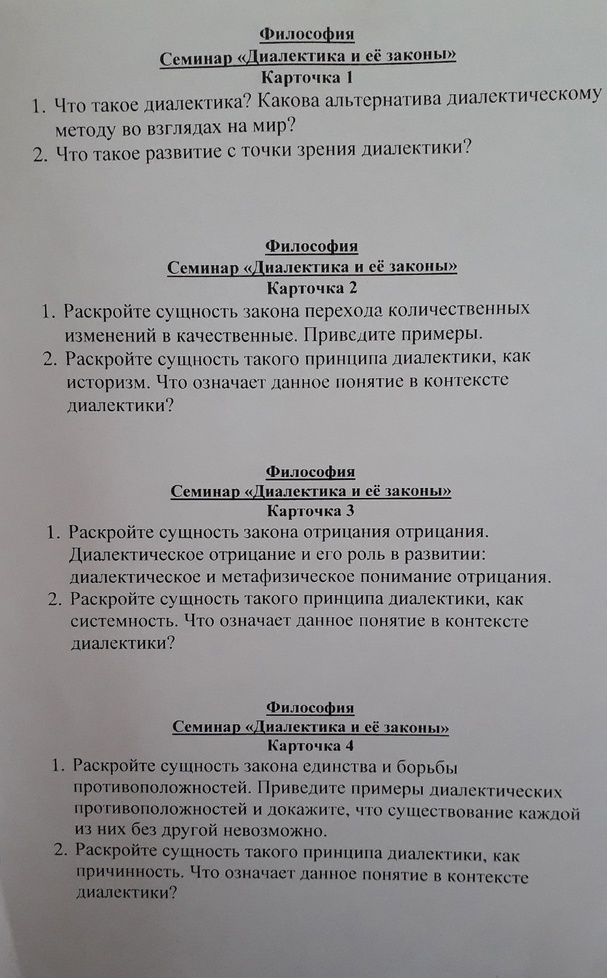 Философия
Семинар «Диалектика и её законы»
Карточка 1
1. Что такое диалектика? Какова альтернатива диалектическому
методу во взглядах на мир?
2. Что такое развитие с точки зрения диалектики?
Философия
Семинар «Диалектика и её законы»
Карточка 2
1. Раскройте сущность закона перехода количественных
изменений в качественные. Приведите примеры.
2. Раскройте сущность такого принципа диалектики, как
историзм. Что означает данное понятие в контексте
диалектики?
Философия
Семинар «Диалектика и её законы»
Карточка 3
1. Раскройте сущность закона отрицания отрицания.
Диалектическое отрицание и его роль в развитии:
диалектическое и метафизическое понимание отрицания.
2. Раскройте сущность такого принципа диалектики, как
системность. Что означает данное понятие в контексте
диалектики?
Философия
Семинар «Диалектика и её законы»
Карточка 4
1. Раскройте сущность закона единства и борьбы
противоположностей. Приведите примеры диалектических
противоположностей и докажите, что существование каждой
из них без другой невозможно.
2. Раскройте сущность такого принципа диалектики, как
причинность. Что означает данное понятие в контексте
диалектики?